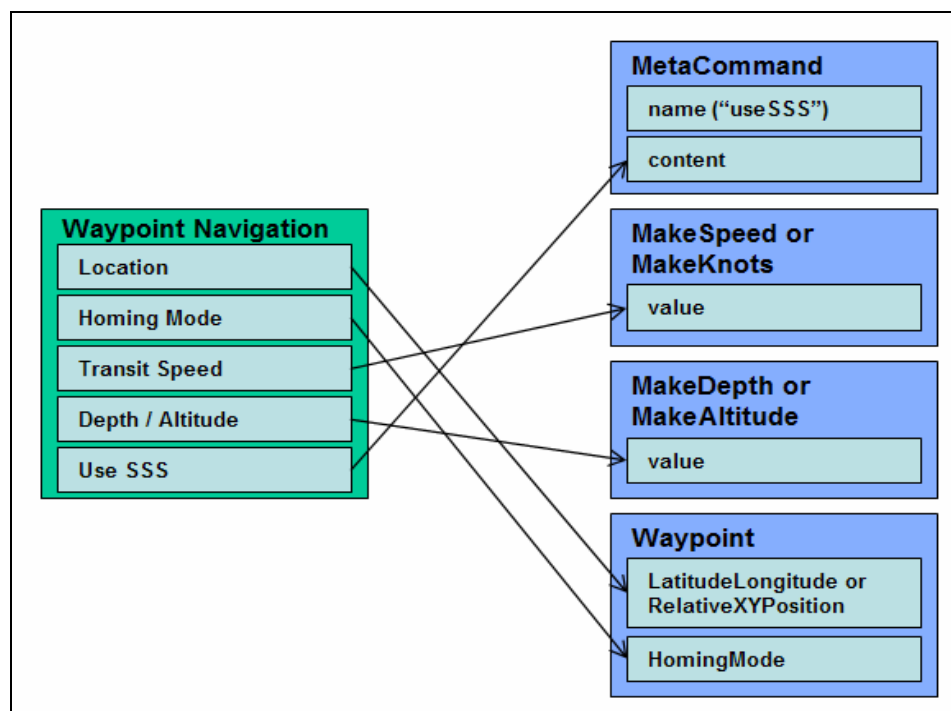 Waypoint Navigation
Location
Homing Mode
Transit Speed
Depth / Altitude
Use SSS
MetaCommand
name (“useSSS”)
content
MakeSpeed or
MakeKnots
value
MakeDepth or
MakeAltitude
value
Waypoint
LatitudeLongitude or
RelativeXYPosition
HomingMode